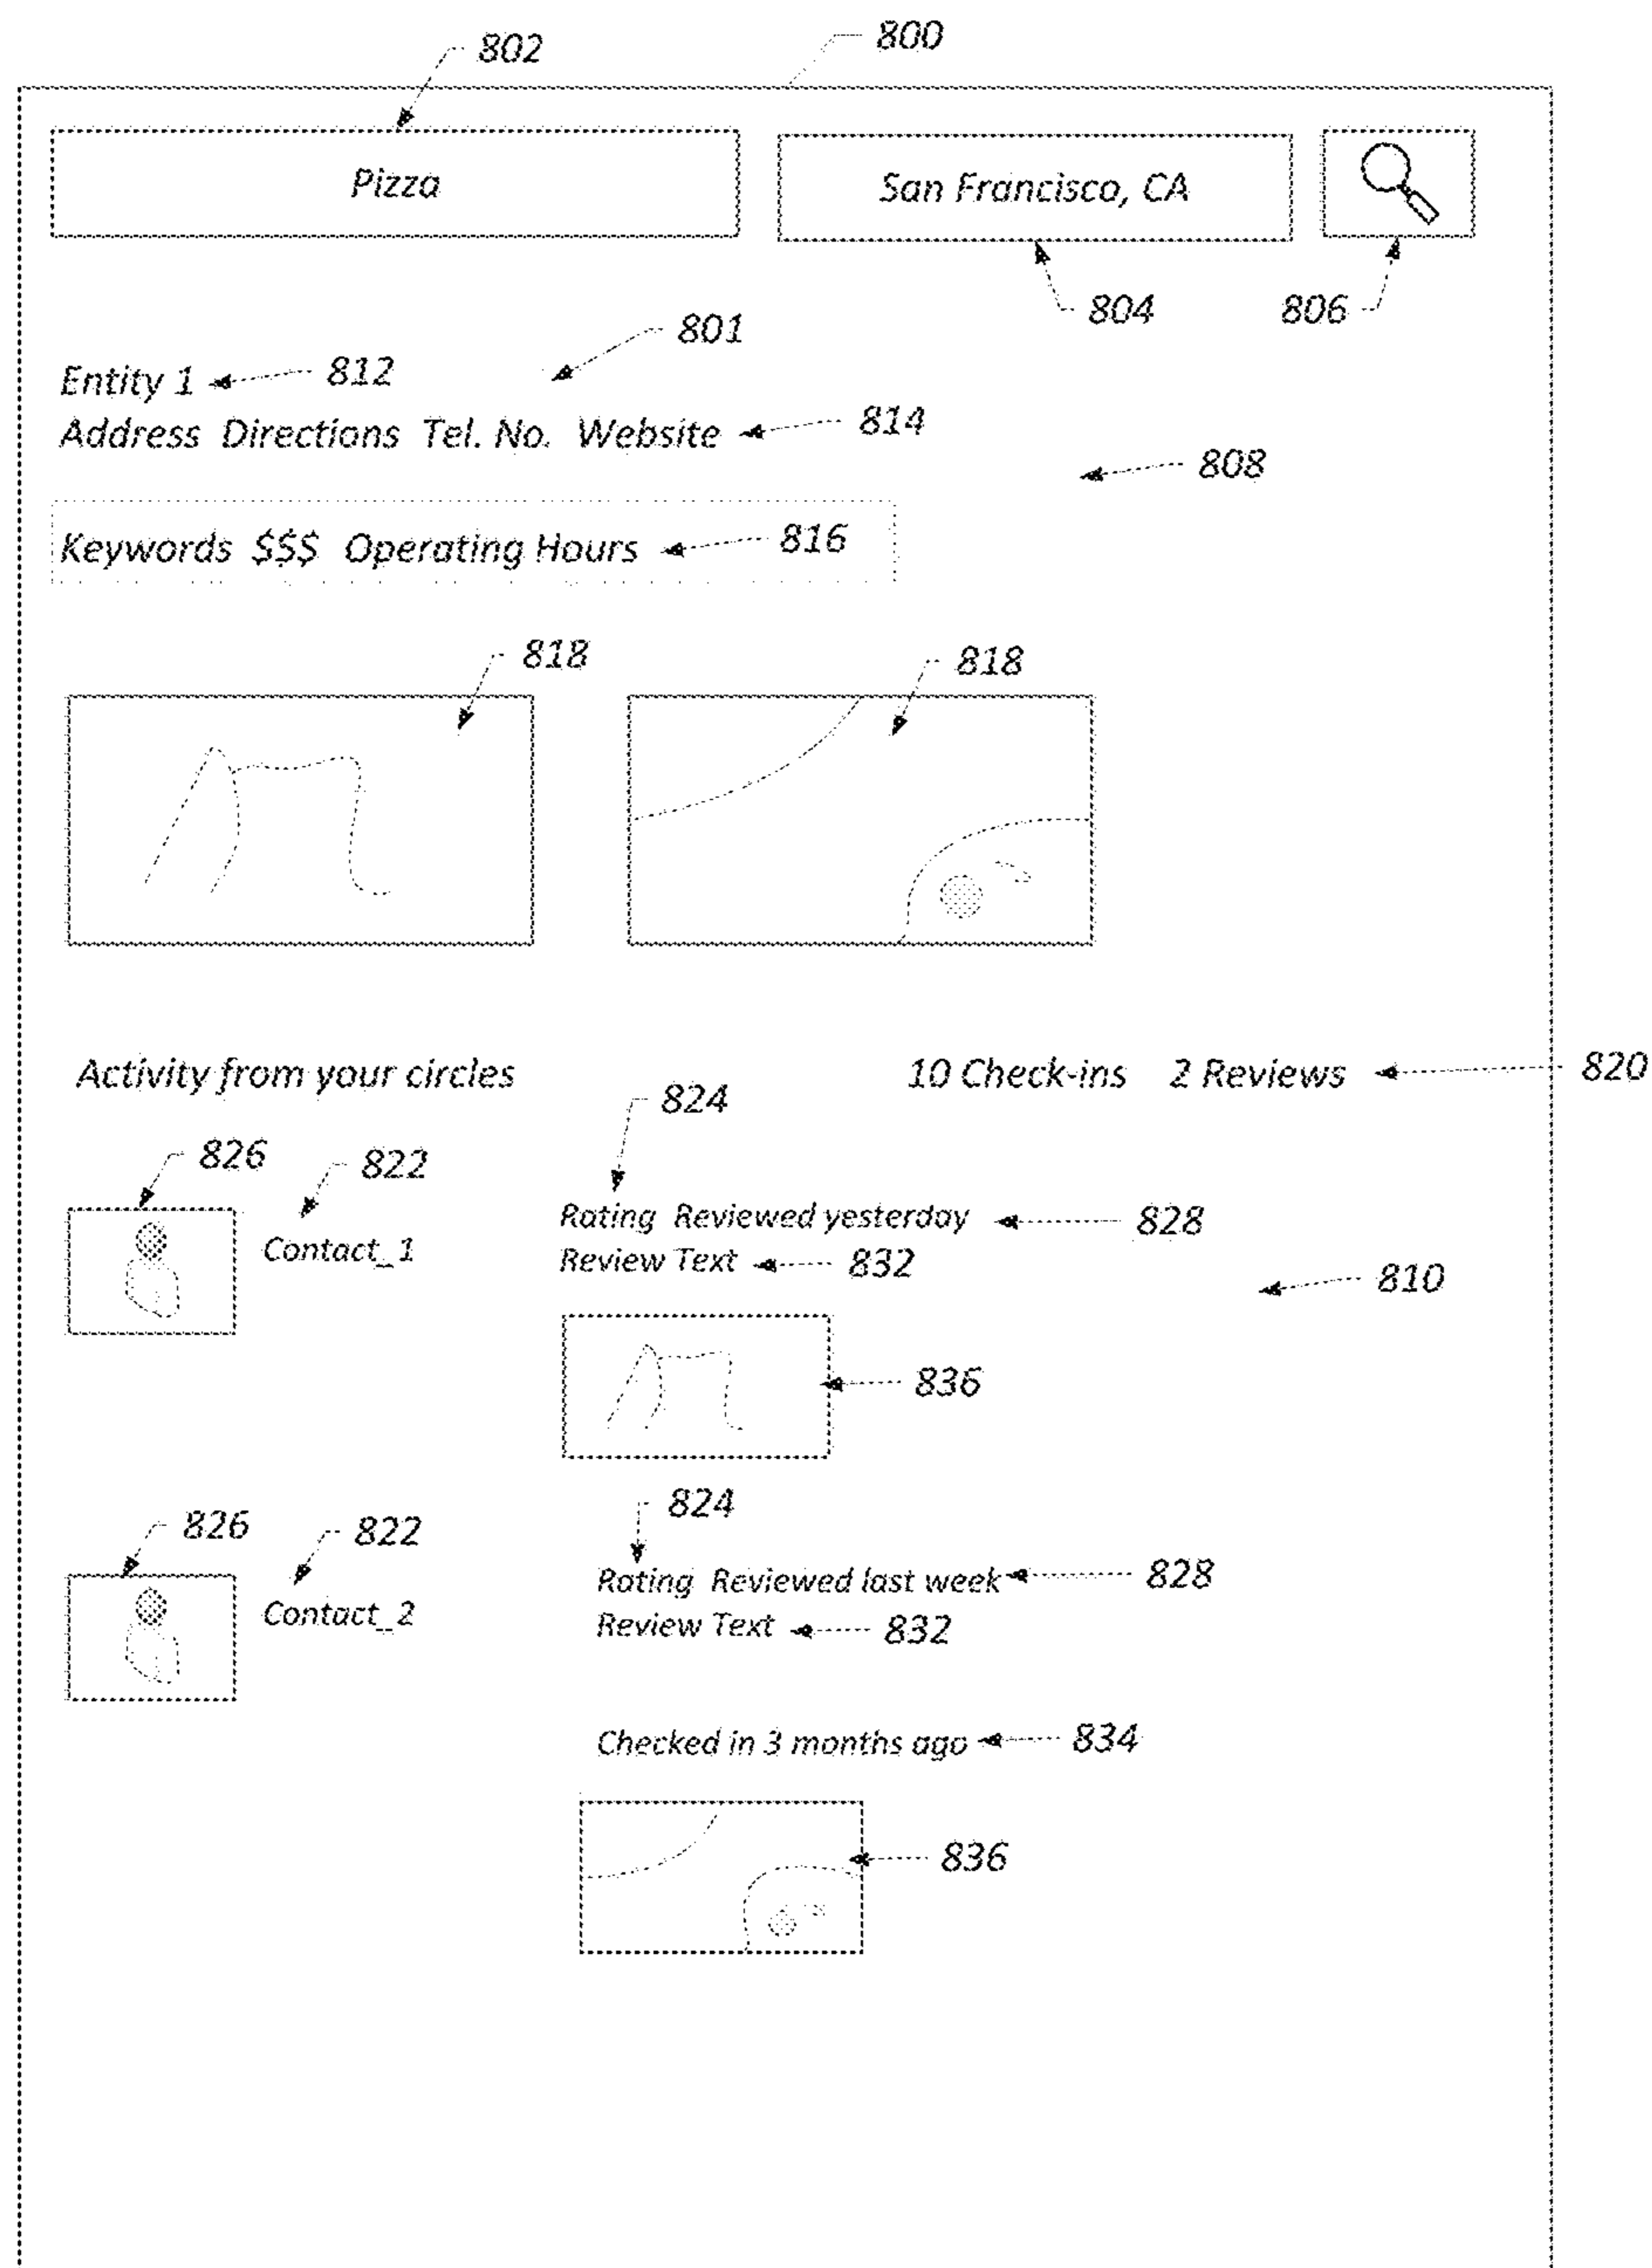 802 800
Pizza San Francisco, CA
804 806
801
Entity 1 812
Address Directions Tel. No. Website 814
808
Keywords $$$ Operating Hours 816
818 818
Activity from your circles 10 Check-ins 2 Reviews 820
824
826 822
Rating Reviewed yesterday 828
Contact_1
Review Text 832
810
836
824
826 822
Rating Reviewed last week 828
Contact_2
Review Text 832
Checked in 3 months ago 834
836